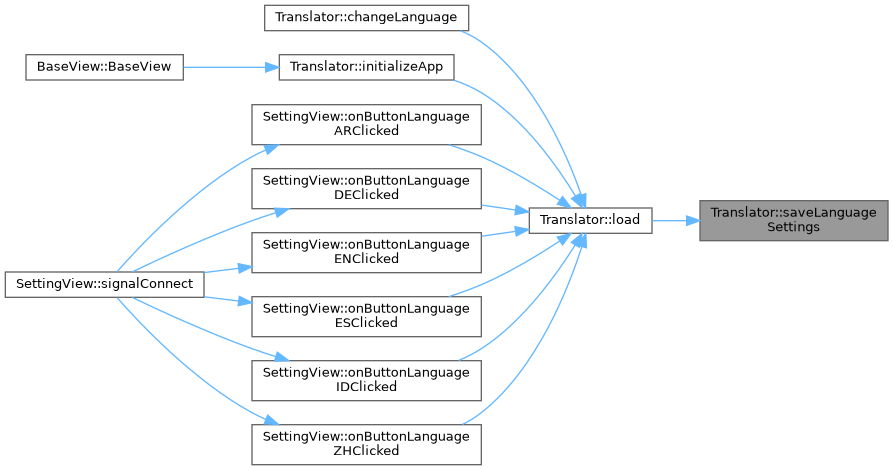 Translator::changeLanguage
BaseView::BaseView
Translator::initializeApp
SettingView::onButtonLanguage
ARClicked
SettingView::onButtonLanguage
DEClicked
Translator::saveLanguage
Settings
Translator::load
SettingView::onButtonLanguage
ENClicked
SettingView::signalConnect
SettingView::onButtonLanguage
ESClicked
SettingView::onButtonLanguage
IDClicked
SettingView::onButtonLanguage
ZHClicked